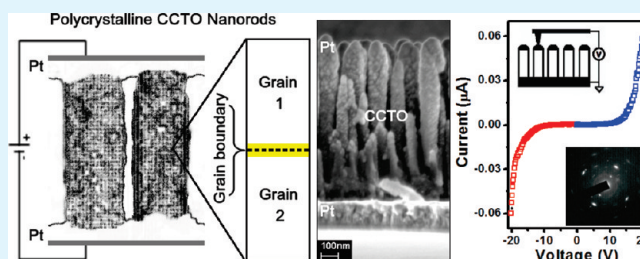 Polycrystalline CCTO Nanorods
Pt
Grain boundary
Grain
1
Grain
2
Pt
Pt
CCTO
Pt
100nm
Current (µA)
0.06
0.03
0.00
-0.03
-0.06
V
-20 -10 0 10 20
Voltage (V)